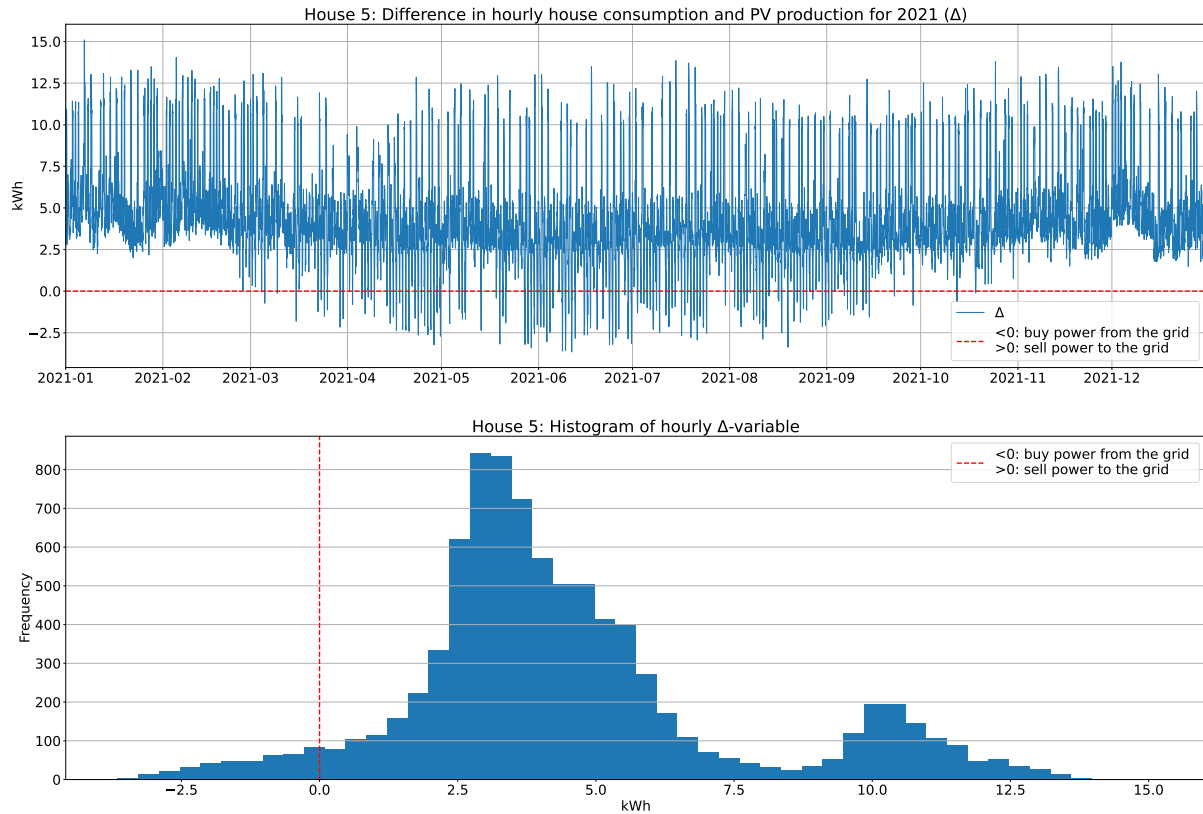 House 5: Difference in hourly house consumption and PV production for 2021 (Δ)
15.0
12.5
10.0
7.5
5.0
2.5
0.0
−2.5
kWh
Δ
<0: buy power from the grid
>0: sell power to the grid
2021-01 2021-02 2021-03 2021-04 2021-05 2021-06 2021-07 2021-08 2021-09 2021-10 2021-11 2021-12
House 5: Histogram of hourly Δ-variable
<0: buy power from the grid
>0: sell power to the grid
800
700
600
500
400
300
200
100
0
Frequency
−2.5 0.0 2.5 5.0 7.5 10.0 12.5 15.0
kWh